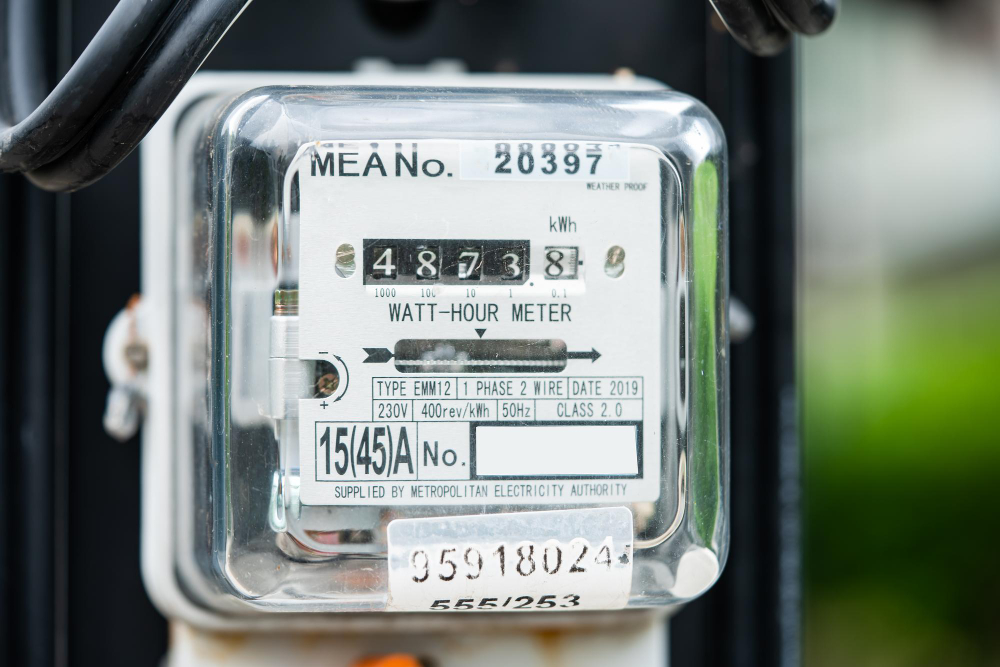 MEA No. 20397
WEATHER PROOF
kWh
4 8 7 3 8
1000 100 10 1 0.1
WATT-HOUR METER
- +
TYPE EMM12 1 PHASE 2 WIRE DATE 2019
230V 400rev/kWh 50Hz CLASS 2.0
15(45)A No.
SUPPLIED BY METROPOLITAN ELECTRICITY AUTHORITY
95918024
555/253